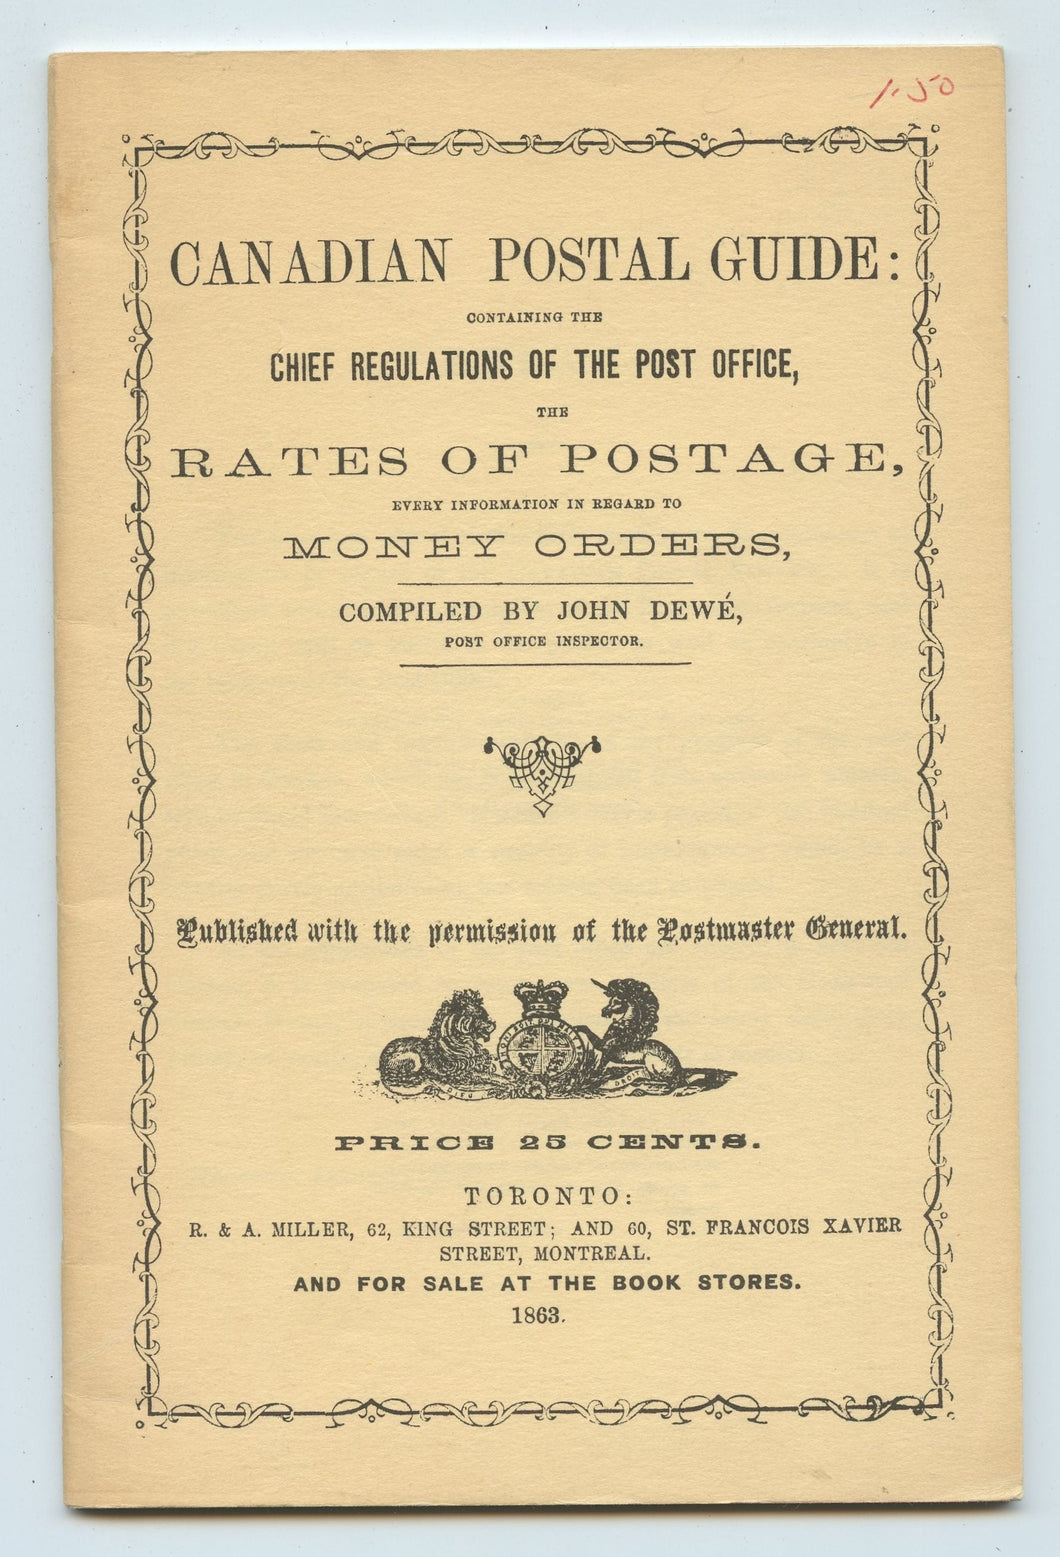 1.50
CANADIAN POSTAL GUIDE:
CONTAINING THE
CHIEF REGULATIONS OF THE POST OFFICE,
THE
RATES OF POSTAGE,
EVERY INFORMATION IN REGARD TO
MONEY ORDERS,
COMPILED BY JOHN DEWÉ,
POST OFFICE INSPECTOR.
Published with the permission of the Postmaster General.
DIEU
DROIT
PRICE 25 CENTS.
TORONTO:
R. & A. MILLER, 62, KING STREET; AND 60, ST. FRANCOIS XAVIER
STREET, MONTREAL.
AND FOR SALE AT THE BOOK STORES.
1863.